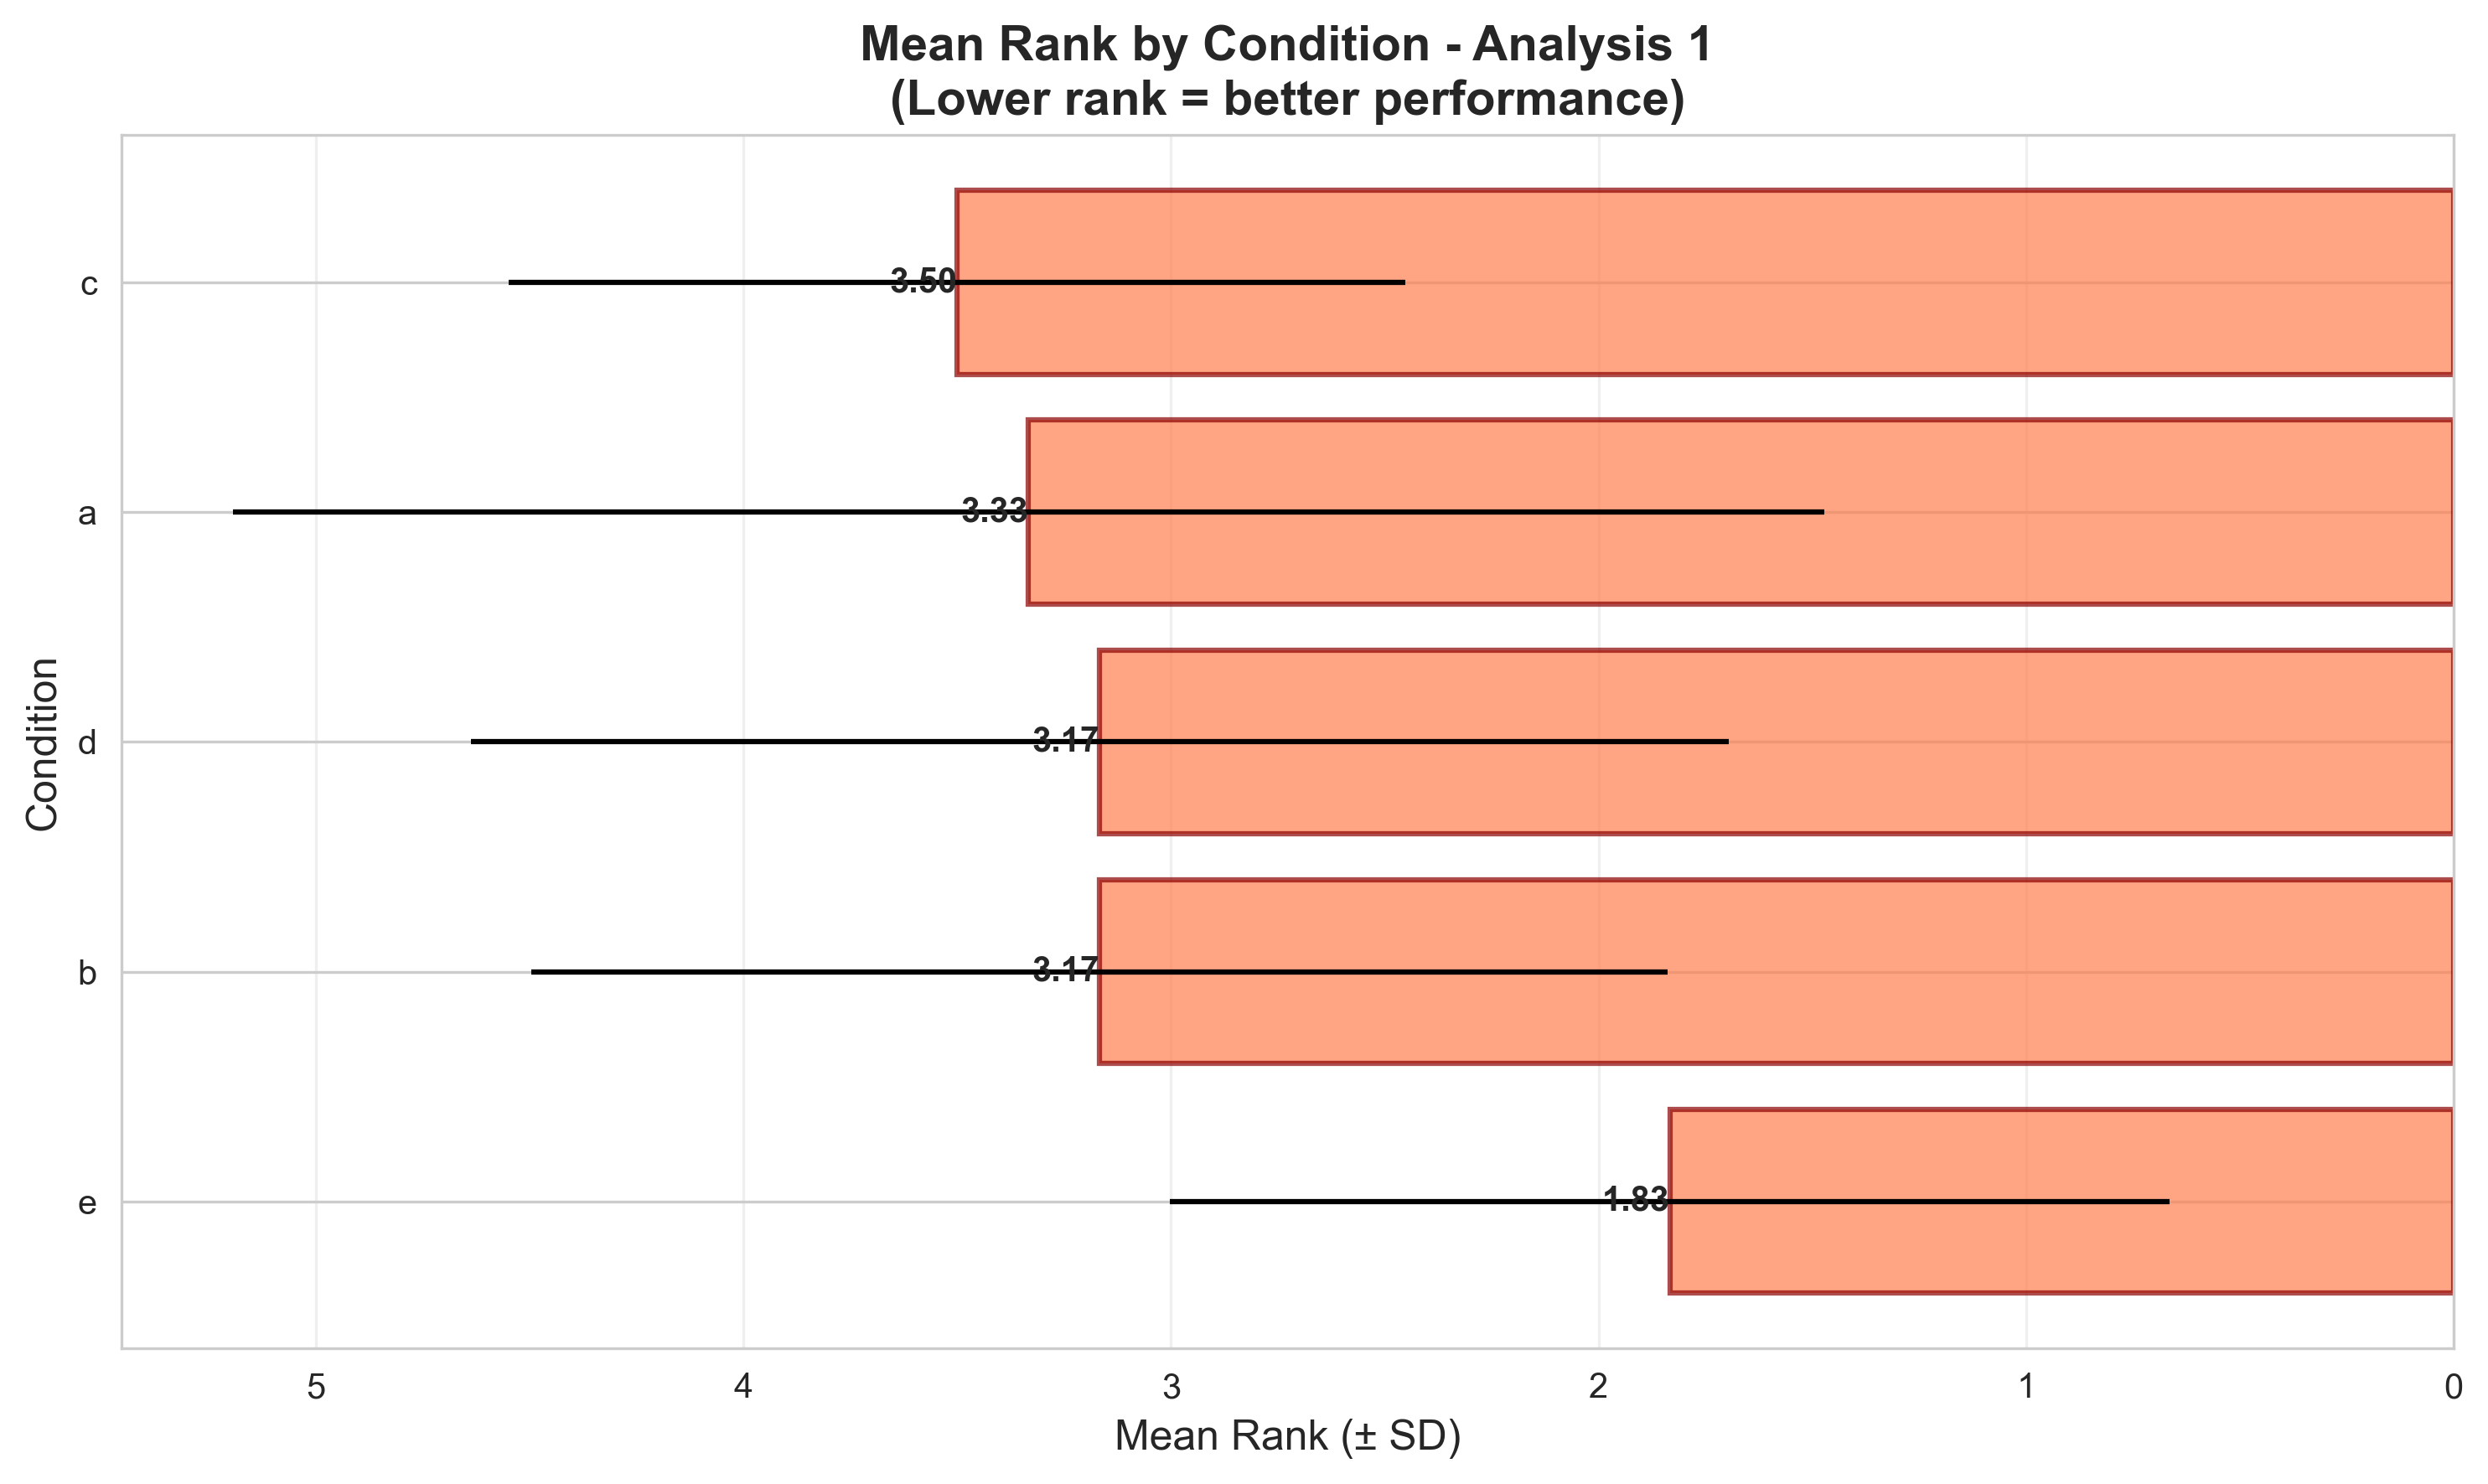 Mean Rank by Condition - Analysis 1
(Lower rank = better performance)
Condition
c
3.50
a
3.33
d
3.17
b
3.17
e
1.83
5 4 3 2 1 0
Mean Rank (± SD)